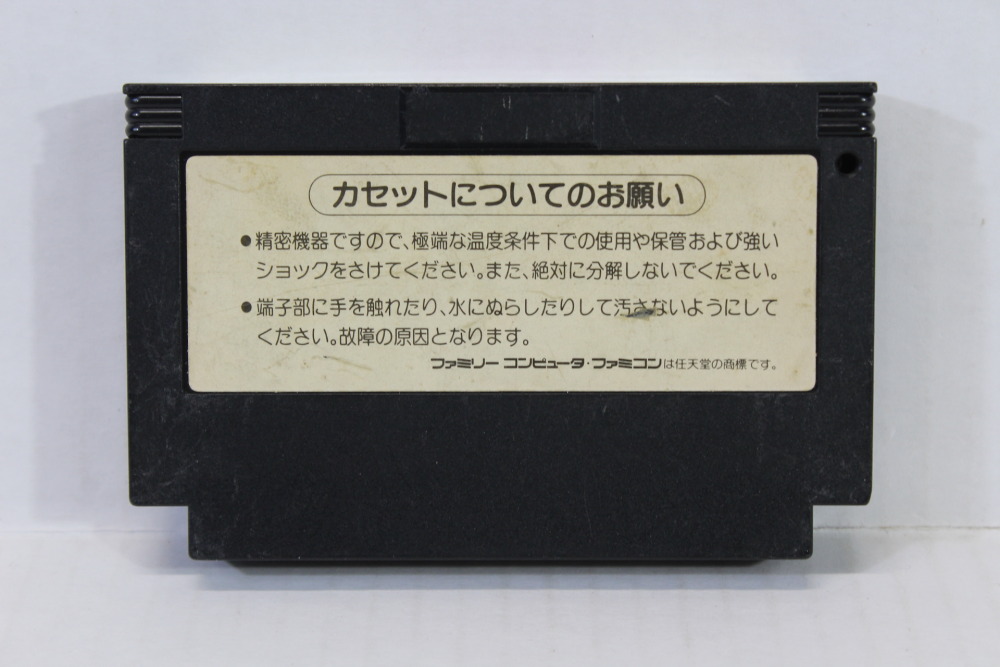 カセットについてのお願い
●精密機器ですので、極端な温度条件下での使用や保管および強い
ショックをさけてください。また、絶対に分解しないでください。
●端子部に手を触れたり、水にぬらしたりして汚さないようにして
ください。故障の原因となります。
ファミリー コンピュータ・ファミコンは任天堂の商標です。